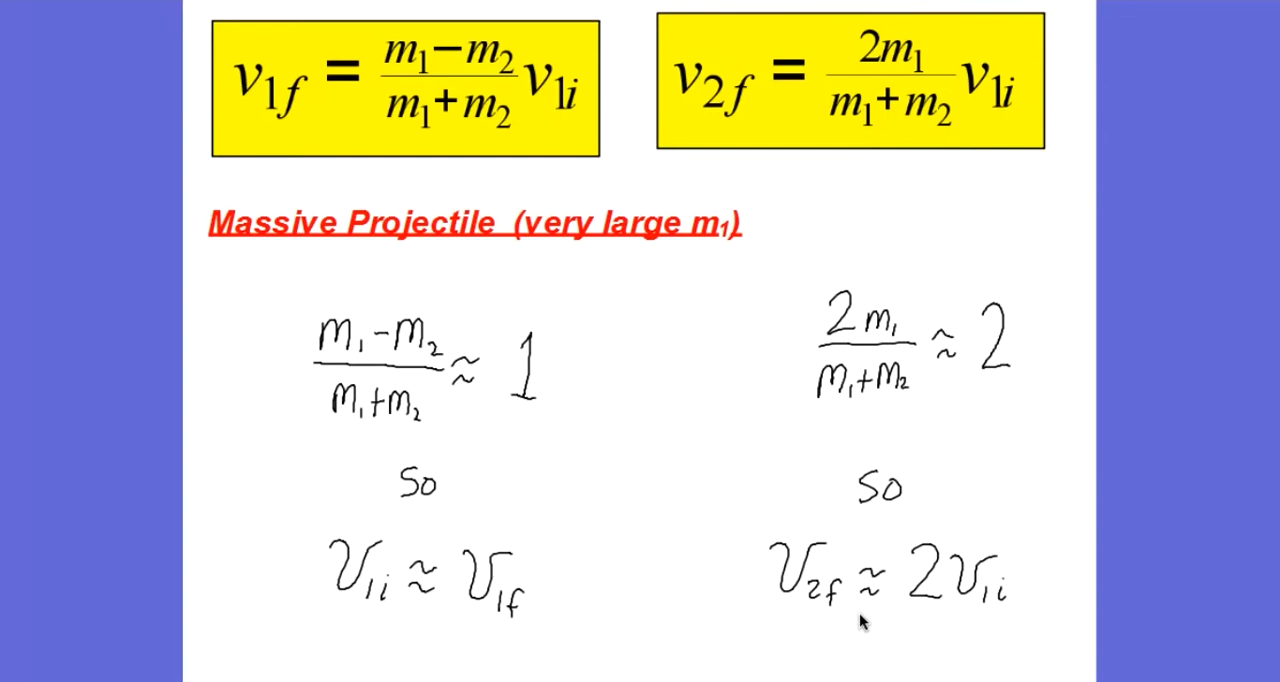 v1f = m1−m2/m1+m2 v1i
v2f = 2m1/m1+m2 v1i
Massive Projectile (very large m1)
m1-m2/m1+m2 ≈ 1
2m1/m1+m2 ≈ 2
so
so
v1i ≈ v1f
v2f ≈ 2v1i